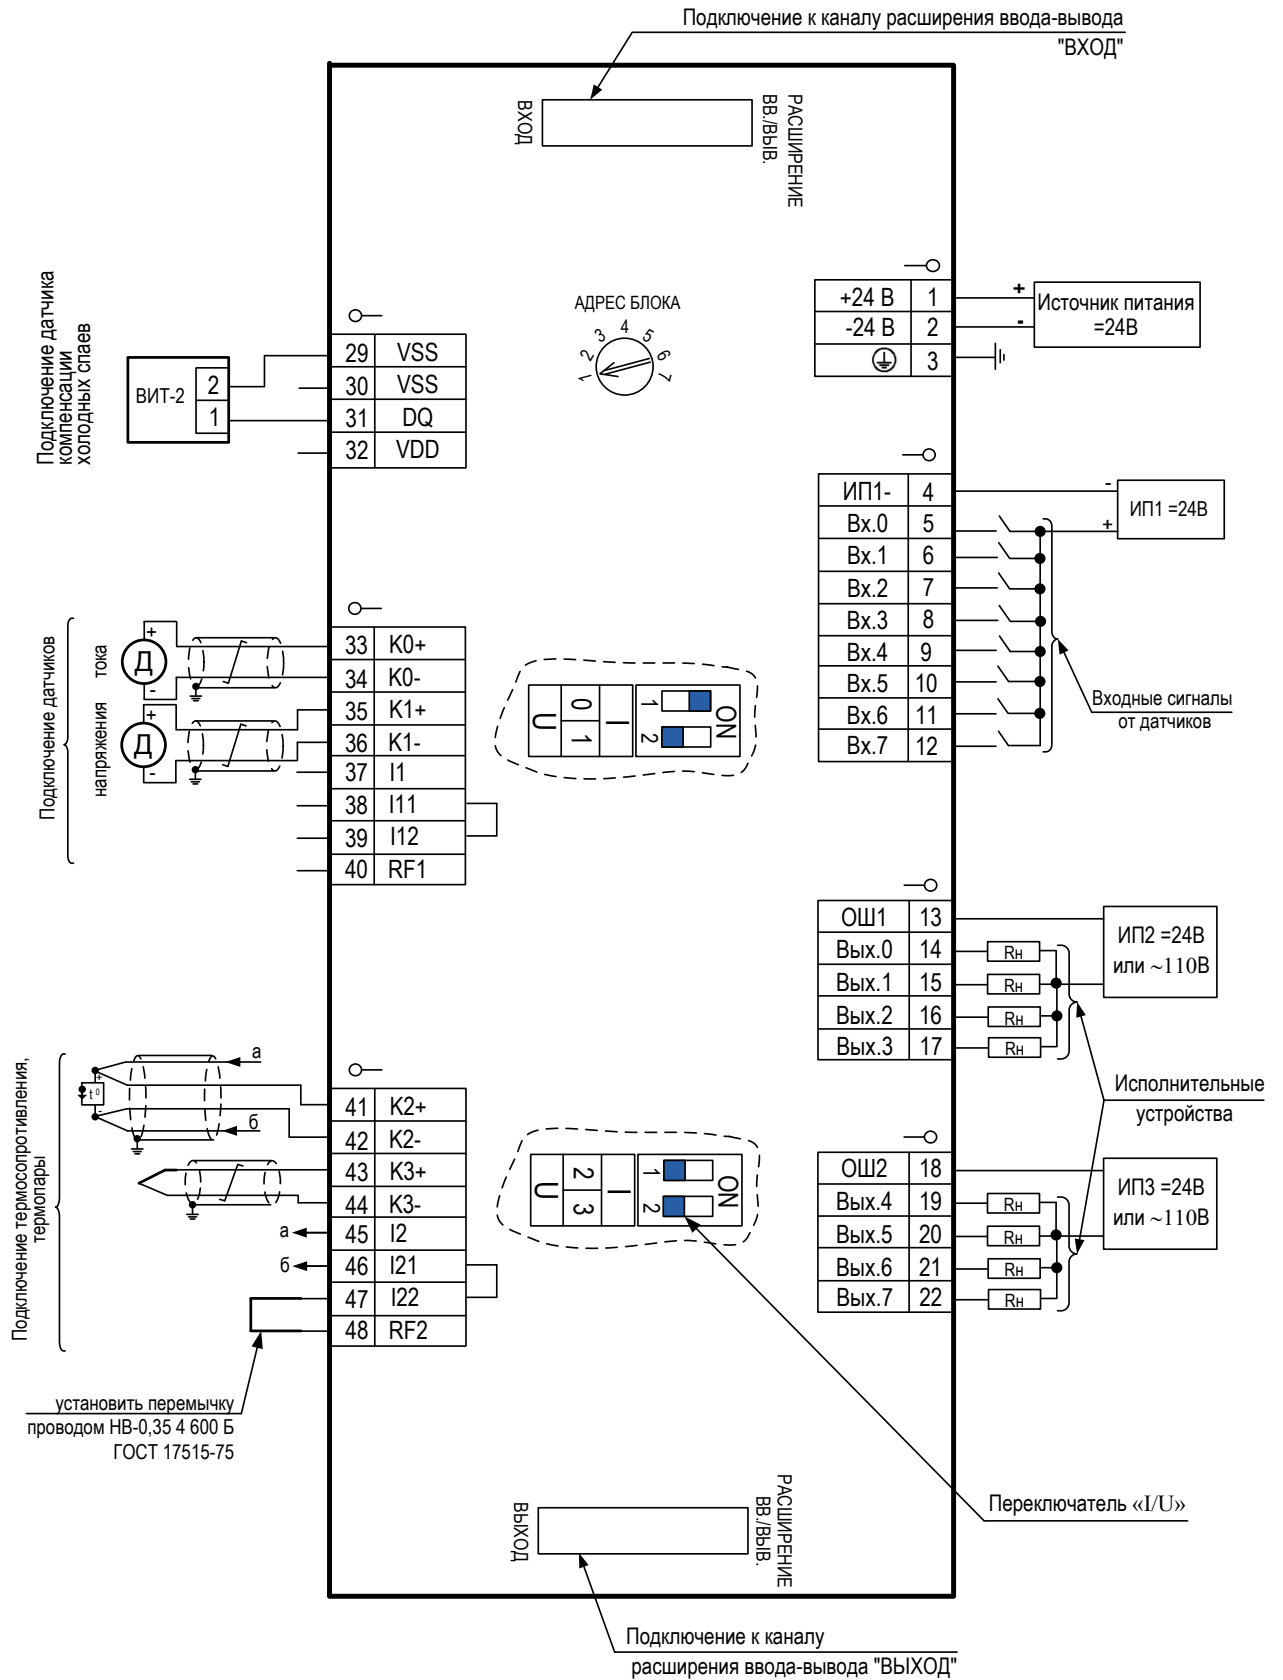 Подключение к каналу расширения ввода-вывода
"ВХОД"
ВХОД
РАСШИРЕНИЕ
ВВ./ВЫВ.
АДРЕС БЛОКА
1 2 3 4 5 6 7
Подключение датчика
компенсации
холодных спаев
ВИТ-2
2
1
29 VSS
30 VSS
31 DQ
32 VDD
+24 В 1
-24 В 2
3
+
-
Источник питания
=24В
ИП1- 4
Вх.0 5
Вх.1 6
Вх.2 7
Вх.3 8
Вх.4 9
Вх.5 10
Вх.6 11
Вх.7 12
-
+
ИП1 =24В
Входные сигналы
от датчиков
Подключение датчиков
тока
напряжения
+
Д
-
+
Д
-
33 K0+
34 K0-
35 K1+
36 K1-
37 I1
38 I11
39 I12
40 RF1
U
0 1
I
1 2
ON
ОШ1 13
Вых.0 14
Вых.1 15
Вых.2 16
Вых.3 17
Rн
Rн
Rн
Rн
ИП2 =24В
или ~110В
Исполнительные
устройства
ОШ2 18
Вых.4 19
Вых.5 20
Вых.6 21
Вых.7 22
Rн
Rн
Rн
Rн
ИП3 =24В
или ~110В
Подключение термосопротивления,
термопары
а
+
t⁰
-
б
41 K2+
42 K2-
43 K3+
44 K3-
а
45 I2
б
46 I21
47 I22
48 RF2
U
2 3
I
1 2
ON
установить перемычку
проводом НВ-0,35 4 600 Б
ГОСТ 17515-75
Переключатель «I/U»
ВЫХОД
РАСШИРЕНИЕ
ВВ./ВЫВ.
Подключение к каналу
расширения ввода-вывода "ВЫХОД"